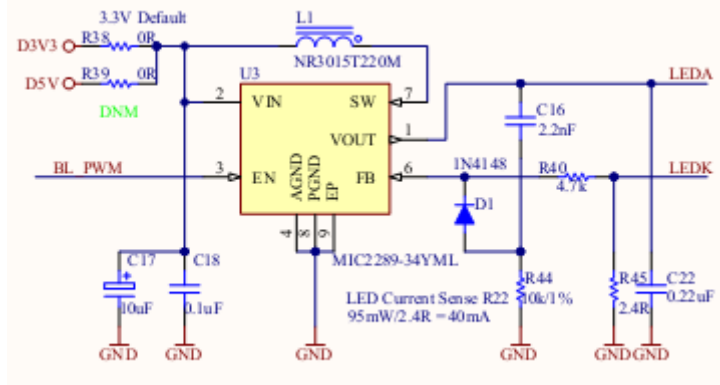 3.3V Default
L1
D3V3 R38 0R
NR3015T220M
D5V R39 0R
U3
LEDA
DNM
2 VIN SW 7
C16
VOUT 1
2.2nF
1N4148 R40
BL_PWM 3 EN FB 6
LEDK
4.7k
AGND
PGND
EP
D1
4
8
9
C17 C18
MIC2289-34YML
R44 R45 C22
+
LED Current Sense R22 10k/1% 0.22uF
10uF 0.1uF
95mW/2.4R = 40mA 2.4R
GND GND GND GND GND GND